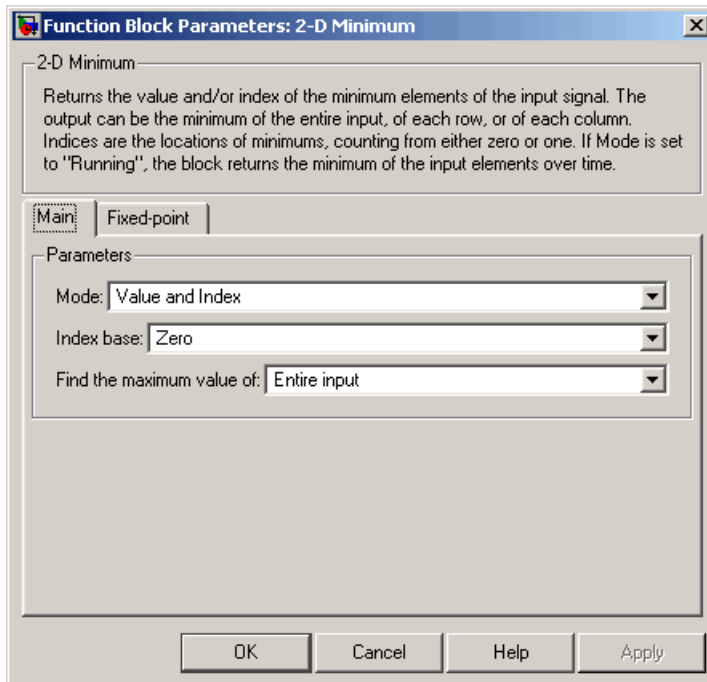 Function Block Parameters: 2-D Minimum
2-D Minimum
Returns the value and/or index of the minimum elements of the input signal. The
output can be the minimum of the entire input, of each row, or of each column.
Indices are the locations of minimums, counting from either zero or one. If Mode is set
to "Running", the block returns the minimum of the input elements over time.
Main Fixed-point
Parameters
Mode: Value and Index
Index base: Zero
Find the maximum value of: Entire input
OK Cancel Help Apply